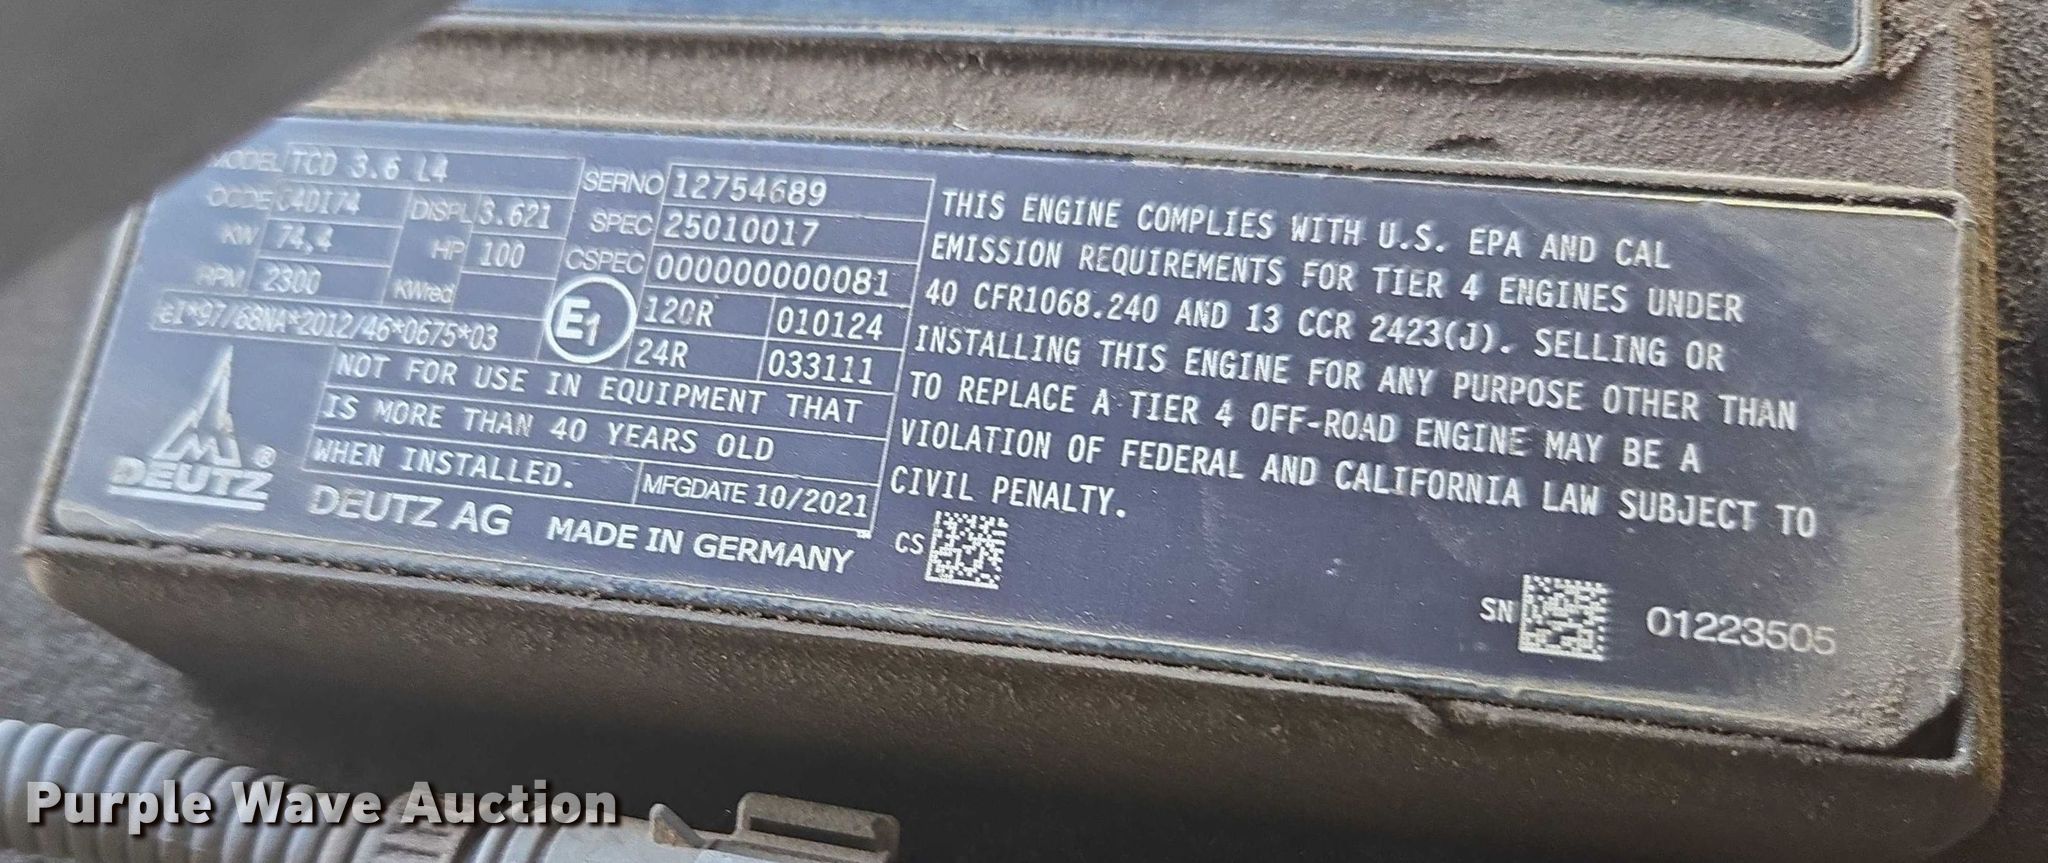 MODEL TCD 3.6 L4
CCODE C4DI74 DISPL 3.621
KW 74,4 HP 100
RPM 2300 KWred
e1*97/68NA*2012/46*0675*03
SERNO 12754689
SPEC 25010017
CSPEC 000000000081
E1 120R 010124
24R 033111
NOT FOR USE IN EQUIPMENT THAT
IS MORE THAN 40 YEARS OLD
WHEN INSTALLED. MFGDATE 10/2021
DEUTZ ®
DEUTZ AG MADE IN GERMANY
THIS ENGINE COMPLIES WITH U.S. EPA AND CAL
EMISSION REQUIREMENTS FOR TIER 4 ENGINES UNDER
40 CFR1068.240 AND 13 CCR 2423(J). SELLING OR
INSTALLING THIS ENGINE FOR ANY PURPOSE OTHER THAN
TO REPLACE A TIER 4 OFF-ROAD ENGINE MAY BE A
VIOLATION OF FEDERAL AND CALIFORNIA LAW SUBJECT TO
CIVIL PENALTY.
CS
SN 01223505
Purple Wave Auction